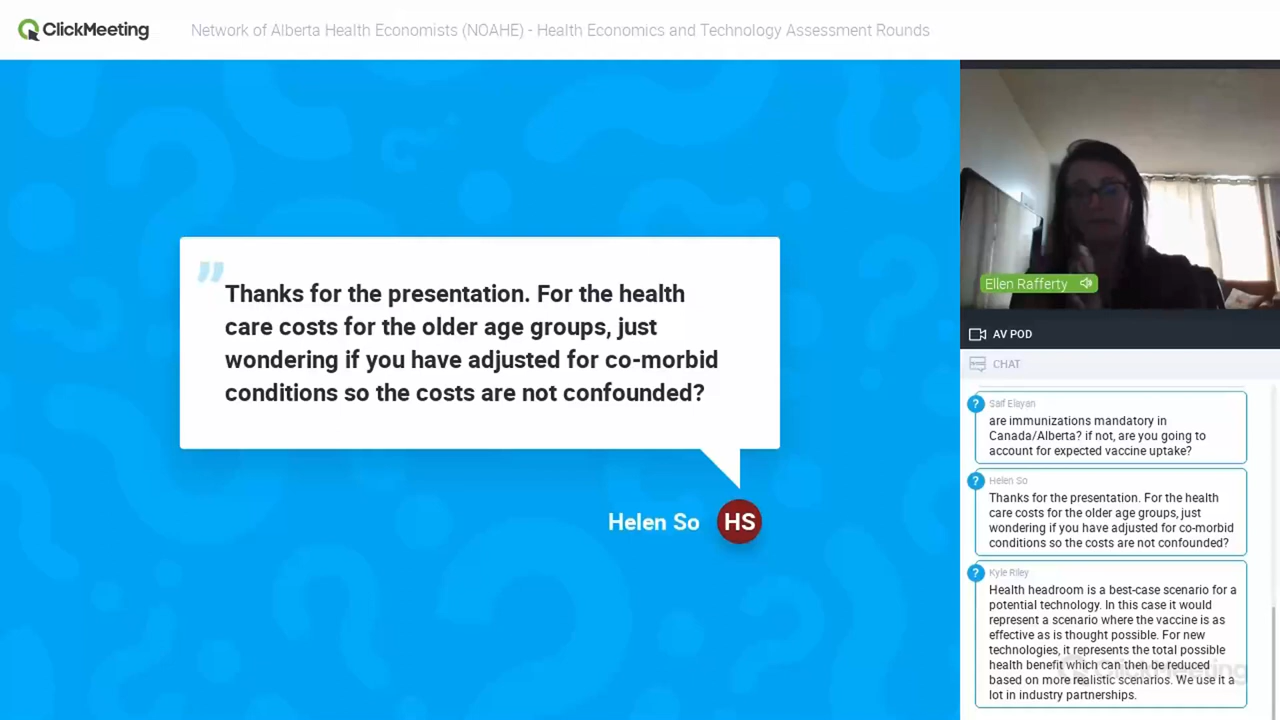 ClickMeeting
Network of Alberta Health Economists (NOAHE) - Health Economics and Technology Assessment Rounds
Thanks for the presentation. For the health
care costs for the older age groups, just
wondering if you have adjusted for co-morbid
conditions so the costs are not confounded?
Helen So
HS
Ellen Rafferty
AV POD
CHAT
?
Saif Elayan
are immunizations mandatory in
Canada/Alberta? if not, are you going to
account for expected vaccine uptake?
?
Helen So
Thanks for the presentation. For the health
care costs for the older age groups, just
wondering if you have adjusted for co-morbid
conditions so the costs are not confounded?
?
Kyle Riley
Health headroom is a best-case scenario for a
potential technology. In this case it would
represent a scenario where the vaccine is as
effective as is thought possible. For new
technologies, it represents the total possible
health benefit which can then be reduced
based on more realistic scenarios. We use it a
lot in industry partnerships.
ClickMeeting